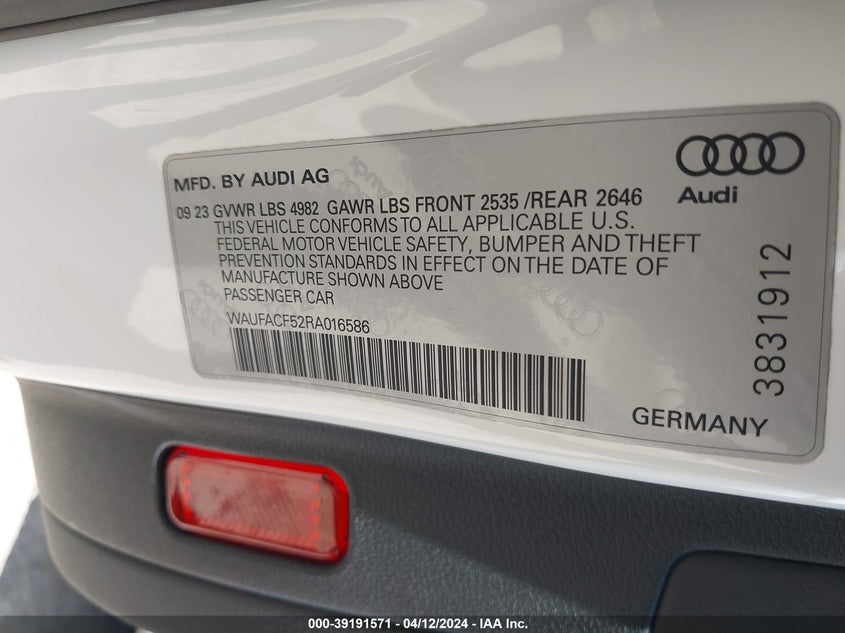 MFD. BY AUDI AG
Audi
09 23 GVWR LBS 4982 GAWR LBS FRONT 2535 /REAR 2646
THIS VEHICLE CONFORMS TO ALL APPLICABLE U.S.
FEDERAL MOTOR VEHICLE SAFETY, BUMPER AND THEFT
PREVENTION STANDARDS IN EFFECT ON THE DATE OF
MANUFACTURE SHOWN ABOVE
PASSENGER CAR
WAUFACF52RA016586
3831912
GERMANY
000-39191571 - 04/12/2024 - IAA Inc.